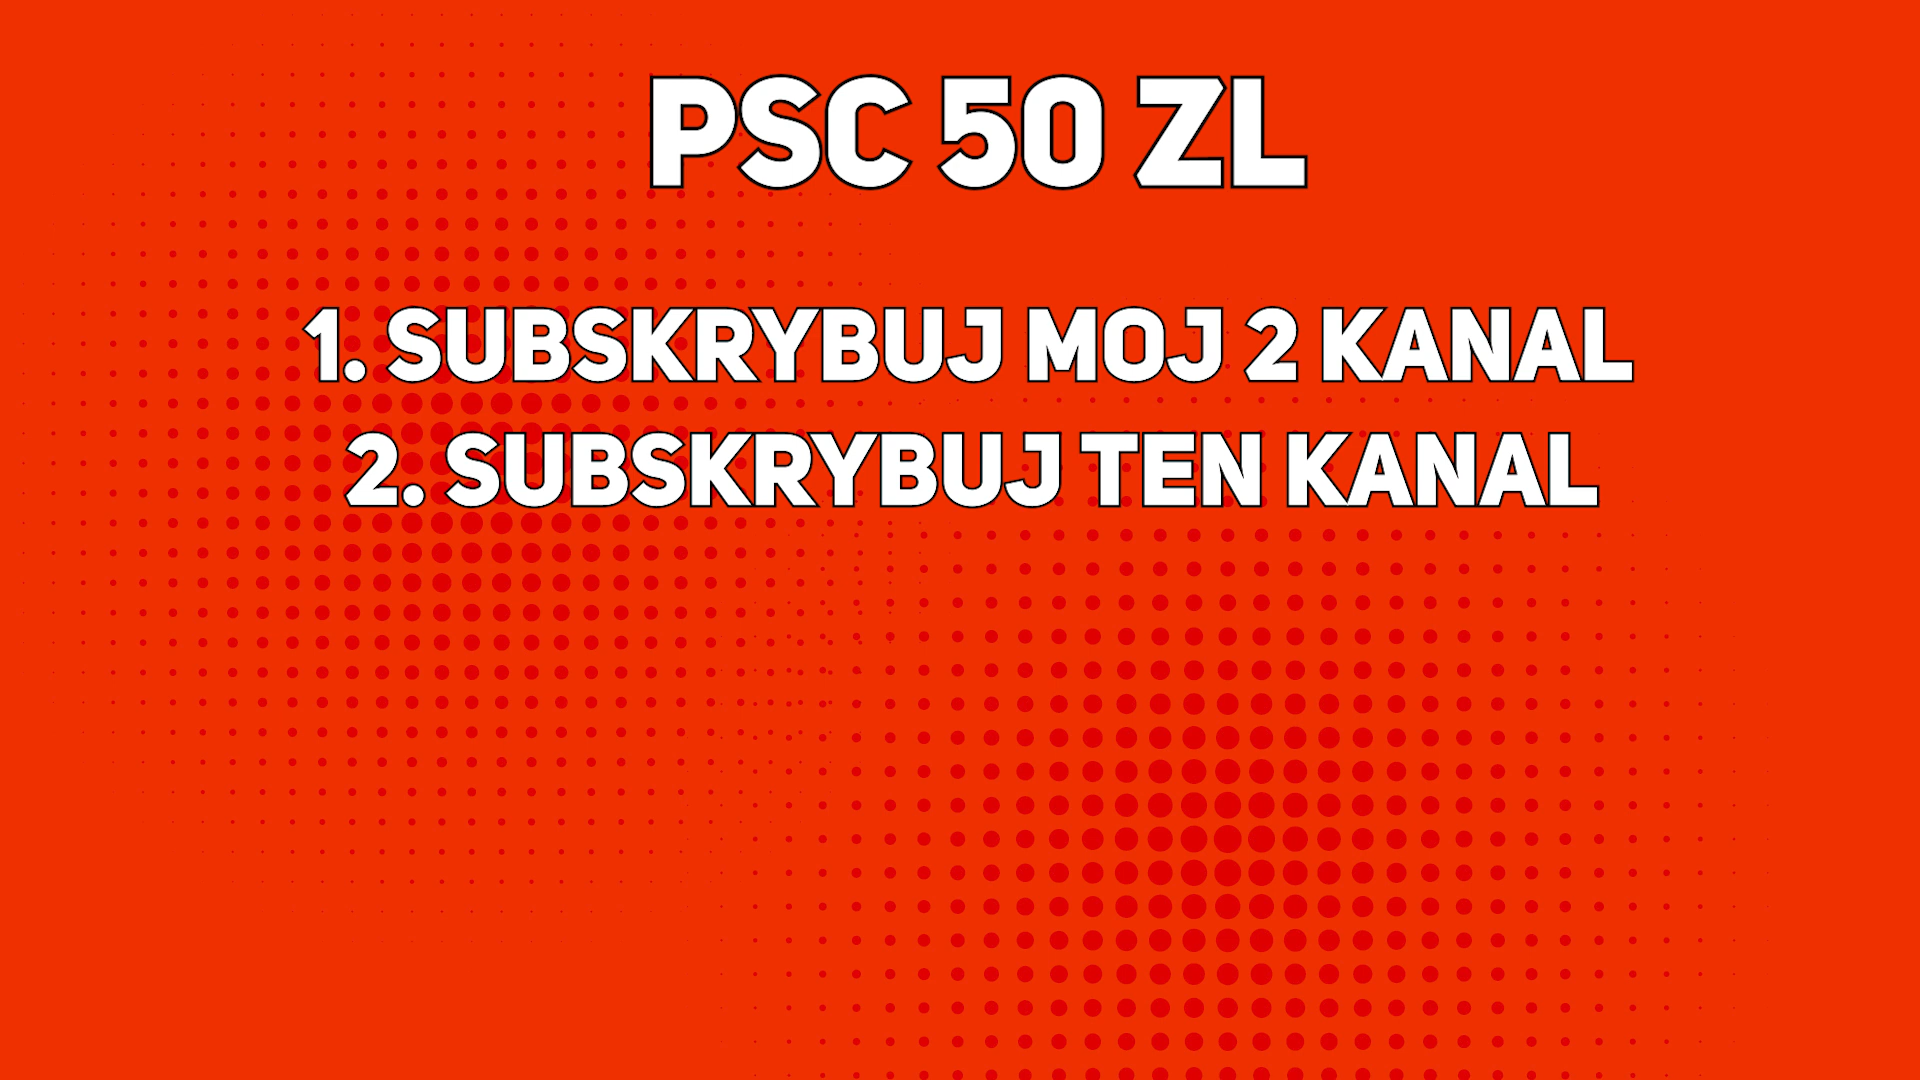 PSC 50 ZL
1. SUBSKRYBUJ MOJ 2 KANAL
2. SUBSKRYBUJ TEN KANAL